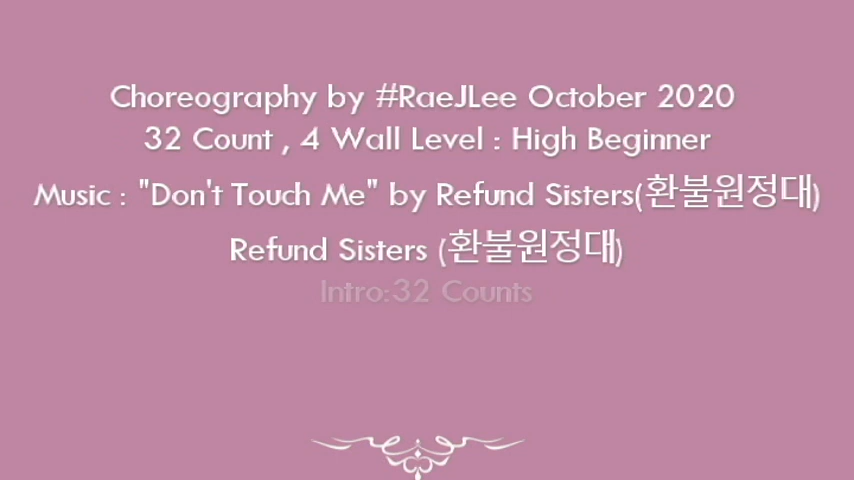 Choreography by #RaeJLee October 2020
32 Count , 4 Wall Level : High Beginner
Music : "Don't Touch Me" by Refund Sisters(환불원정대)
Refund Sisters (환불원정대)
Intro:32 Counts